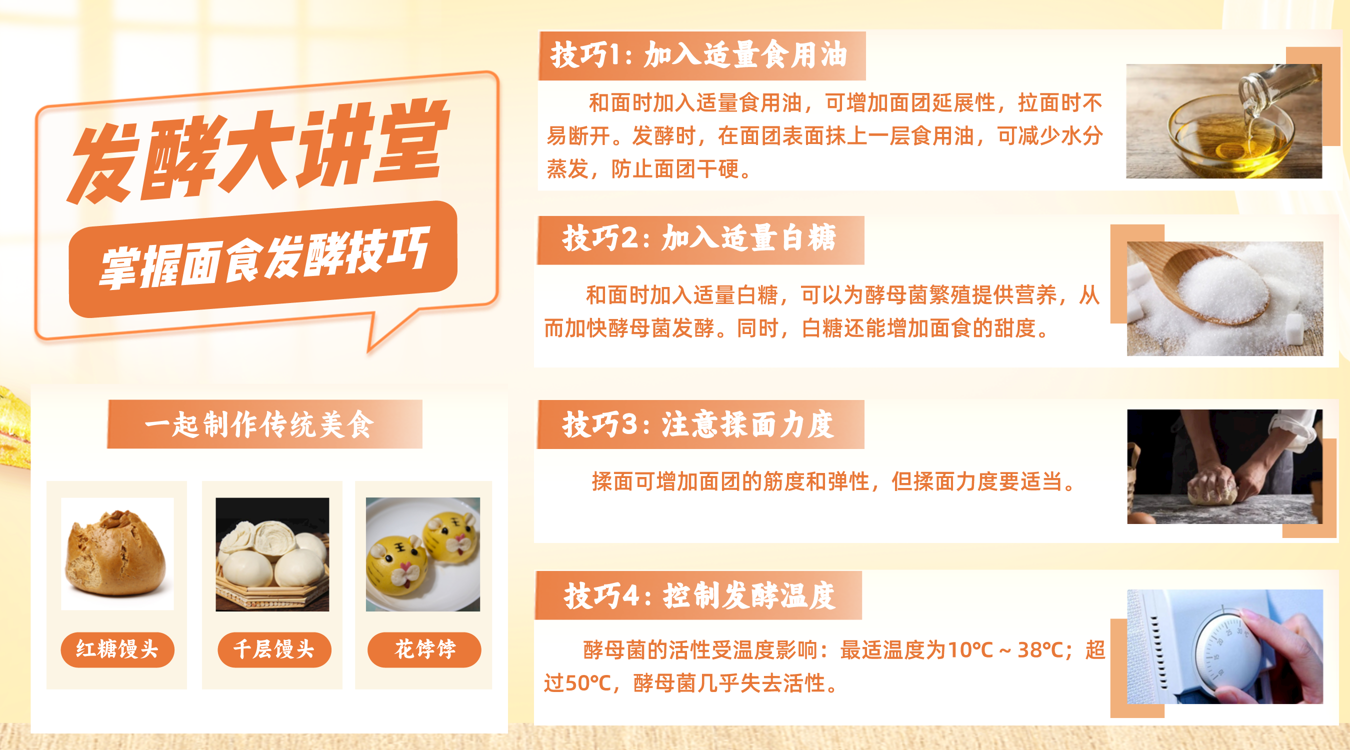 发酵大讲堂
掌握面食发酵技巧
一起制作传统美食
红糖馒头
千层馒头
花饽饽
技巧1：加入适量食用油
和面时加入适量食用油，可增加面团延展性，拉面时不
易断开。发酵时，在面团表面抹上一层食用油，可减少水分
蒸发，防止面团干硬。
技巧2：加入适量白糖
和面时加入适量白糖，可以为酵母菌繁殖提供营养，从
而加快酵母菌发酵。同时，白糖还能增加面食的甜度。
技巧3：注意揉面力度
揉面可增加面团的筋度和弹性，但揉面力度要适当。
技巧4：控制发酵温度
酵母菌的活性受温度影响：最适温度为10℃～38℃；超
过50℃，酵母菌几乎失去活性。